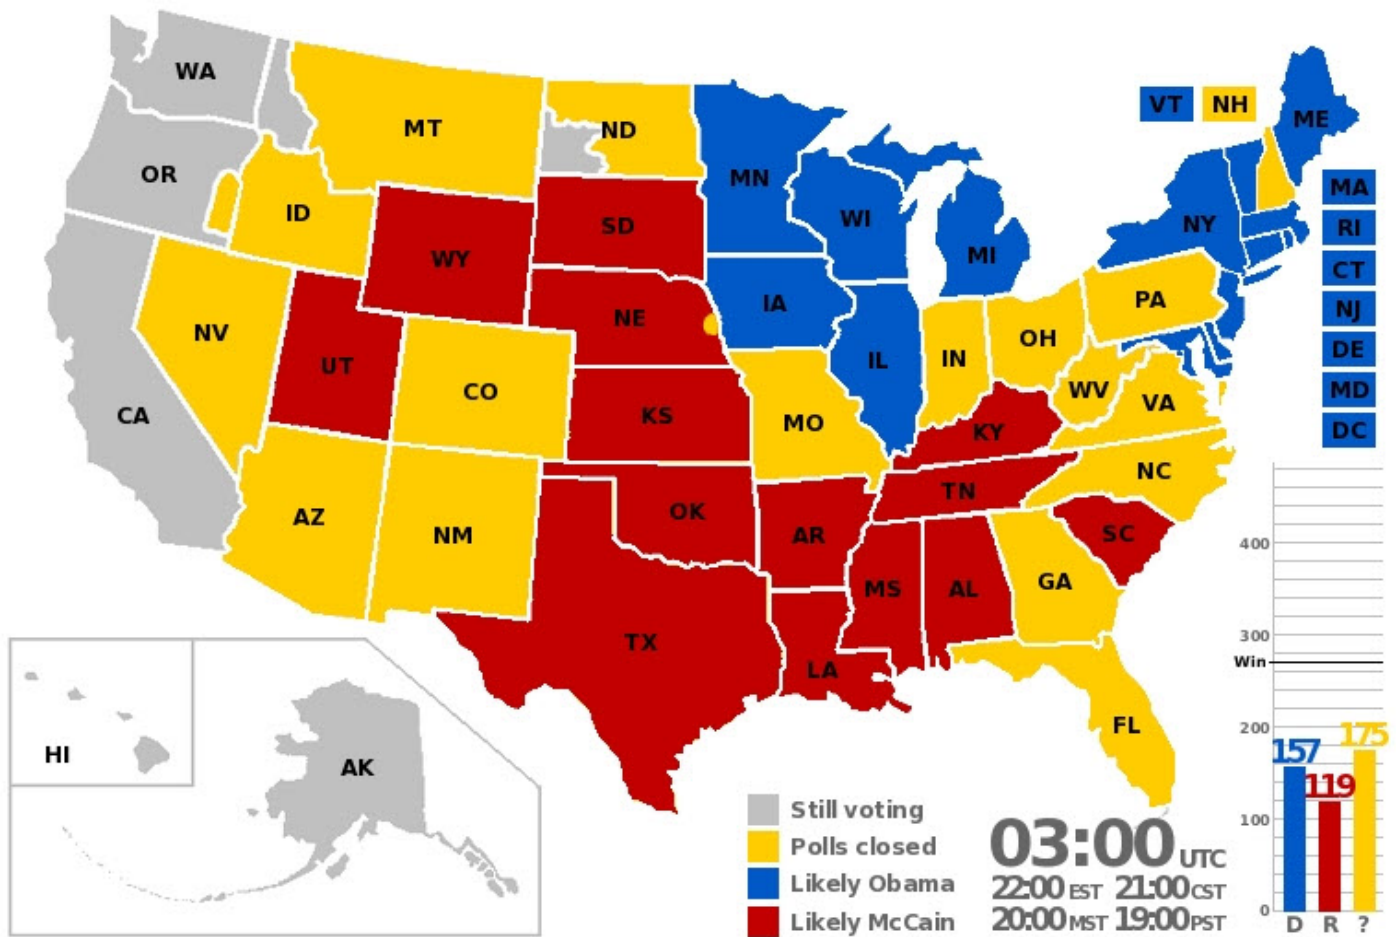 WA
MT
ND
MN
VT
NH
ME
OR
ID
WI
NY
MA
WY
SD
MI
RI
CT
NV
NE
IA
PA
NJ
UT
CO
IL
IN
OH
DE
CA
KS
MO
WV
VA
MD
KY
DC
AZ
NM
OK
AR
TN
NC
SC
MS
AL
GA
TX
LA
FL
HI
AK
400
300
Win
200
100
0
157
119
175
D R ?
Still voting
Polls closed
Likely Obama
Likely McCain
03:00 UTC
22:00 EST 21:00 CST
20:00 MST 19:00 PST